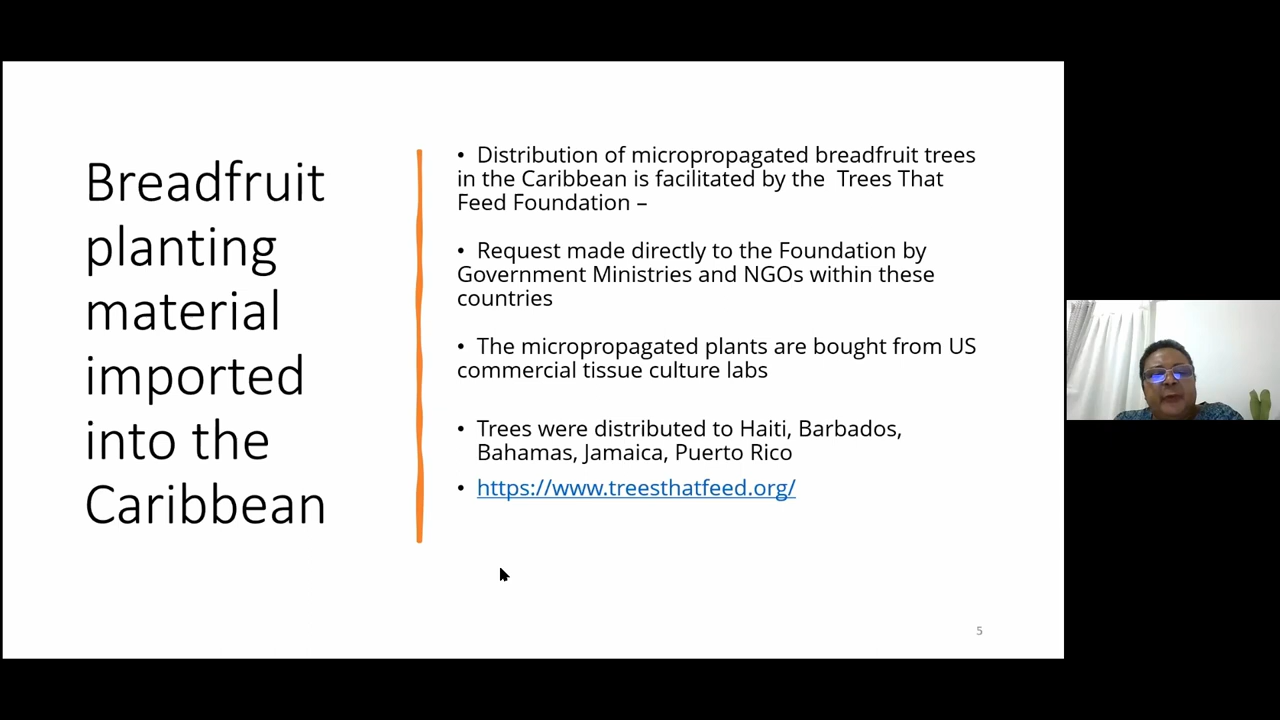 Breadfruit
planting
material
imported
into the
Caribbean
• Distribution of micropropagated breadfruit trees
in the Caribbean is facilitated by the  Trees That
Feed Foundation –
• Request made directly to the Foundation by
Government Ministries and NGOs within these
countries
• The micropropagated plants are bought from US
commercial tissue culture labs
• Trees were distributed to Haiti, Barbados,
Bahamas, Jamaica, Puerto Rico
• https://www.treesthatfeed.org/
5